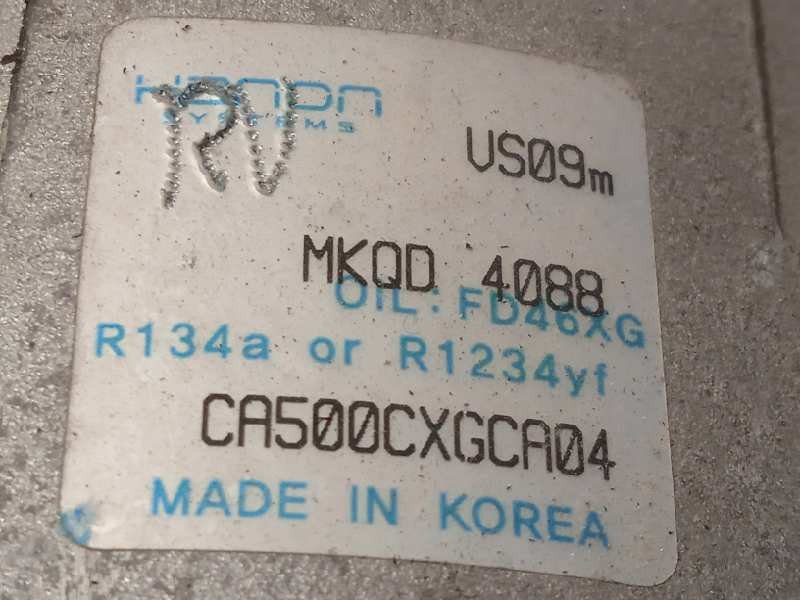 HANON
SYSTEMS
RV
VS09m
MKQD 4088
OIL: FD46XG
R134a or R1234yf
CA500CXGCA04
MADE IN KOREA